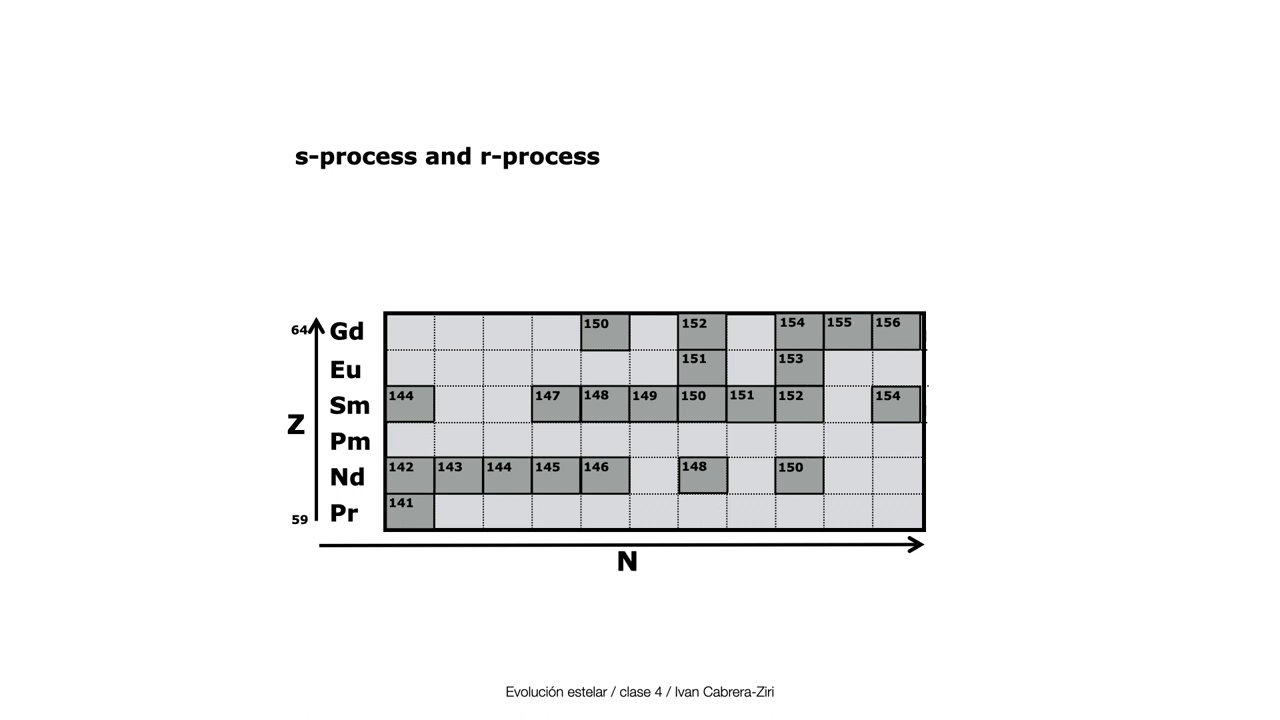 s-process and r-process
64 Gd 150 152 154 155 156
Eu 151 153
Sm 144 147 148 149 150 151 152 154
Z
Pm
Nd 142 143 144 145 146 148 150
59 Pr 141
N
Evolución estelar / clase 4 / Ivan Cabrera-Ziri